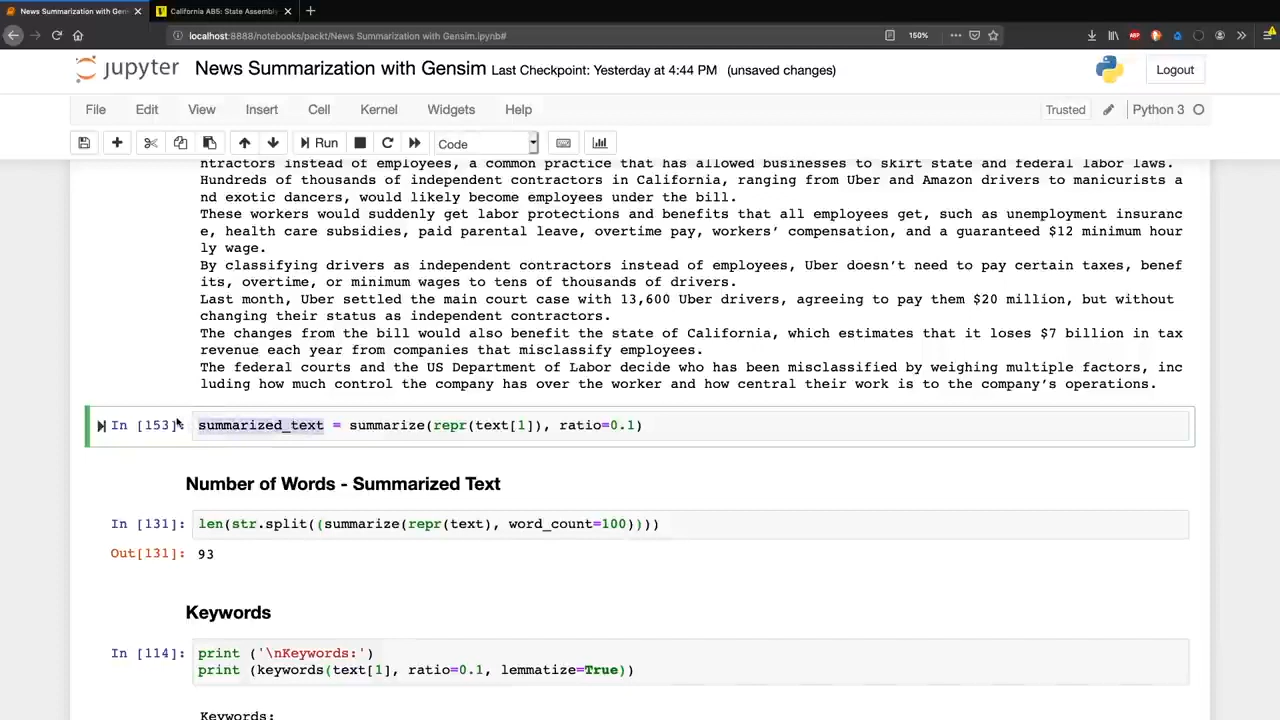 News Summarization with Gen
California AB5: State Assembly
localhost:8888/notebooks/packt/News Summarization with Gensim.ipynb#
150%
jupyter
News Summarization with Gensim Last Checkpoint: Yesterday at 4:44 PM (unsaved changes)
Logout
File Edit View Insert Cell Kernel Widgets Help
Trusted
Python 3
Run
Code
ntractors instead of employees, a common practice that has allowed businesses to skirt state and federal labor laws.
Hundreds of thousands of independent contractors in California, ranging from Uber and Amazon drivers to manicurists a
nd exotic dancers, would likely become employees under the bill.
These workers would suddenly get labor protections and benefits that all employees get, such as unemployment insuranc
e, health care subsidies, paid parental leave, overtime pay, workers’ compensation, and a guaranteed $12 minimum hour
ly wage.
By classifying drivers as independent contractors instead of employees, Uber doesn’t need to pay certain taxes, benef
its, overtime, or minimum wages to tens of thousands of drivers.
Last month, Uber settled the main court case with 13,600 Uber drivers, agreeing to pay them $20 million, but without
changing their status as independent contractors.
The changes from the bill would also benefit the state of California, which estimates that it loses $7 billion in tax
revenue each year from companies that misclassify employees.
The federal courts and the US Department of Labor decide who has been misclassified by weighing multiple factors, inc
luding how much control the company has over the worker and how central their work is to the company’s operations.
In [153]: summarized_text = summarize(repr(text[1]), ratio=0.1)
Number of Words - Summarized Text
In [131]: len(str.split((summarize(repr(text), word_count=100))))
Out[131]: 93
Keywords
In [114]: print ('\nKeywords:')
print (keywords(text[1], ratio=0.1, lemmatize=True))
Keywords: